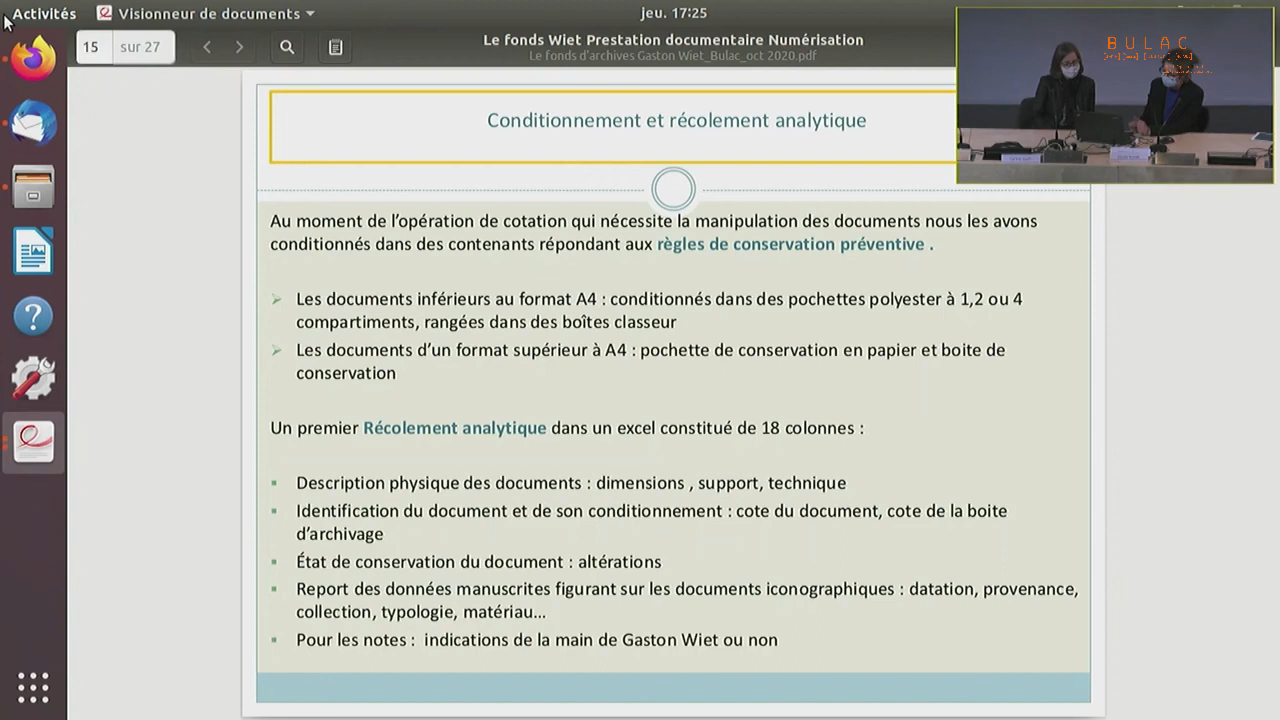 Activités
Visionneur de documents
jeu. 17:25
15 sur 27
Le fonds Wiet Prestation documentaire Numérisation
Le fonds d'archives Gaston Wiet_Bulac_oct 2020.pdf
BULAC
Conditionnement et récolement analytique
Au moment de l'opération de cotation qui nécessite la manipulation des documents nous les avons
conditionnés dans des contenants répondant aux règles de conservation préventive .
Les documents inférieurs au format A4 : conditionnés dans des pochettes polyester à 1,2 ou 4
compartiments, rangées dans des boîtes classeur
Les documents d'un format supérieur à A4 : pochette de conservation en papier et boite de
conservation
Un premier Récolement analytique dans un excel constitué de 18 colonnes :
Description physique des documents : dimensions , support, technique
Identification du document et de son conditionnement : cote du document, cote de la boite
d'archivage
État de conservation du document : altérations
Report des données manuscrites figurant sur les documents iconographiques : datation, provenance,
collection, typologie, matériau...
Pour les notes : indications de la main de Gaston Wiet ou non